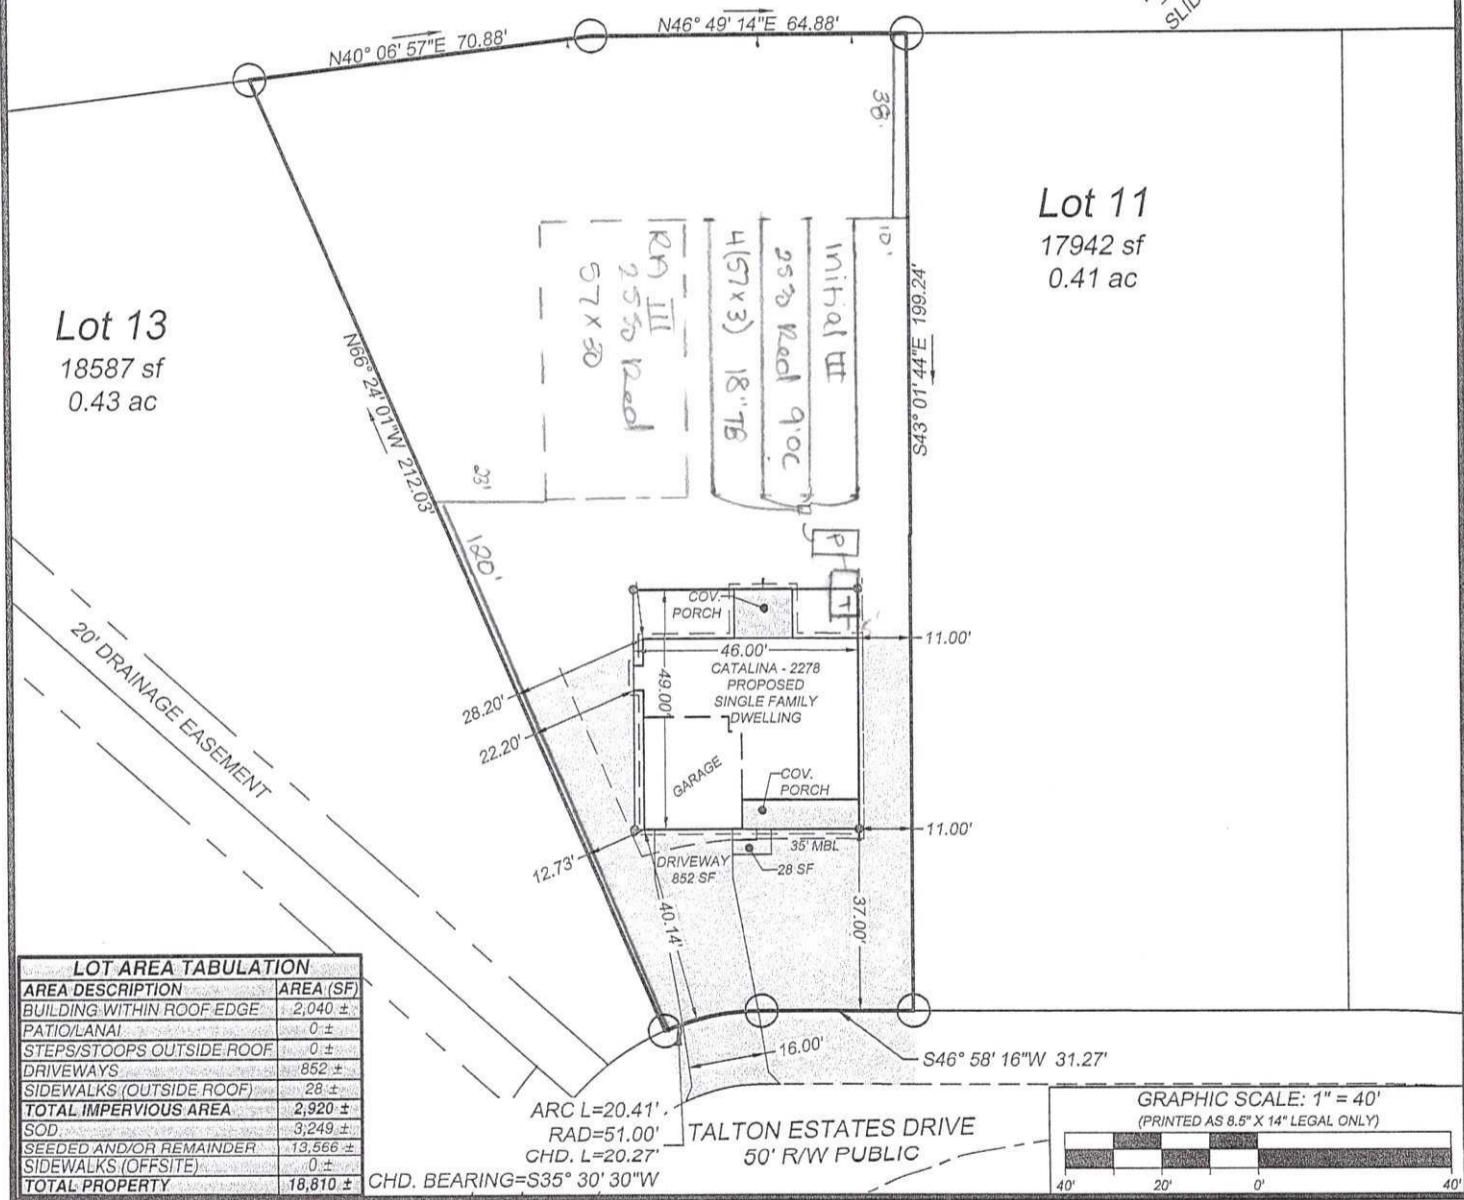 N40° 06' 57"E 70.88'
N46° 49' 14"E 64.88'
38'
10'
Lot 11
17942 sf
0.41 ac
Lot 13
18587 sf
0.43 ac
N66° 24' 01"W 212.03'
S43° 01' 44"E 199.24'
Initial III
25% Red 9'oc
4(57x3) 18"TB
III
25% Red
57x30
23'
120'
P
T
COV.
PORCH
11.00'
46.00'
49.00'
CATALINA - 2278
PROPOSED
SINGLE FAMILY
DWELLING
28.20'
22.20'
GARAGE
COV.
PORCH
20' DRAINAGE EASEMENT
11.00'
12.73'
DRIVEWAY
852 SF
35' MBL
28 SF
40.14'
37.00'
LOT AREA TABULATION
AREA DESCRIPTION AREA (SF)
BUILDING WITHIN ROOF EDGE 2,040 ±
PATIO/LANAI 0 ±
STEPS/STOOPS OUTSIDE ROOF 0 ±
DRIVEWAYS 852 ±
SIDEWALKS (OUTSIDE ROOF) 28 ±
TOTAL IMPERVIOUS AREA 2,920 ±
SOD 3,249 ±
SEEDED AND/OR REMAINDER 13,566 ±
SIDEWALKS (OFFSITE) 0 ±
TOTAL PROPERTY 18,810 ±
16.00'
S46° 58' 16"W 31.27'
ARC L=20.41'
RAD=51.00'
CHD. L=20.27'
CHD. BEARING=S35° 30' 30"W
TALTON ESTATES DRIVE
50' R/W PUBLIC
GRAPHIC SCALE: 1" = 40'
(PRINTED AS 8.5" X 14" LEGAL ONLY)
40' 20' 0' 40'